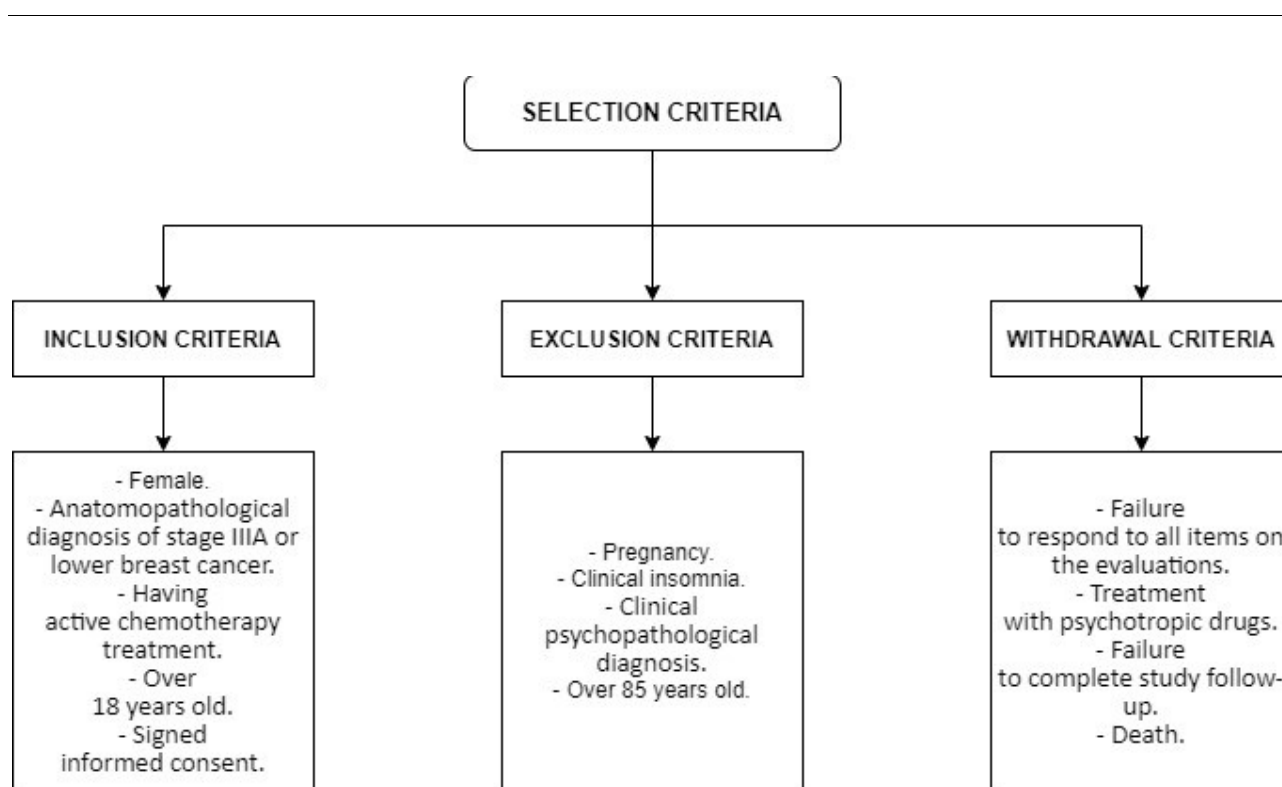 SELECTION CRITERIA
INCLUSION CRITERIA
- Female.
- Anatomopathological
diagnosis of stage IIIA or
lower breast cancer.
- Having
active chemotherapy
treatment.
- Over
18 years old.
- Signed
informed consent.
EXCLUSION CRITERIA
- Pregnancy.
- Clinical insomnia.
- Clinical
psychopathological
diagnosis.
- Over 85 years old.
WITHDRAWAL CRITERIA
- Failure
to respond to all items on
the evaluations.
- Treatment
with psychotropic drugs.
- Failure
to complete study follow-
up.
- Death.